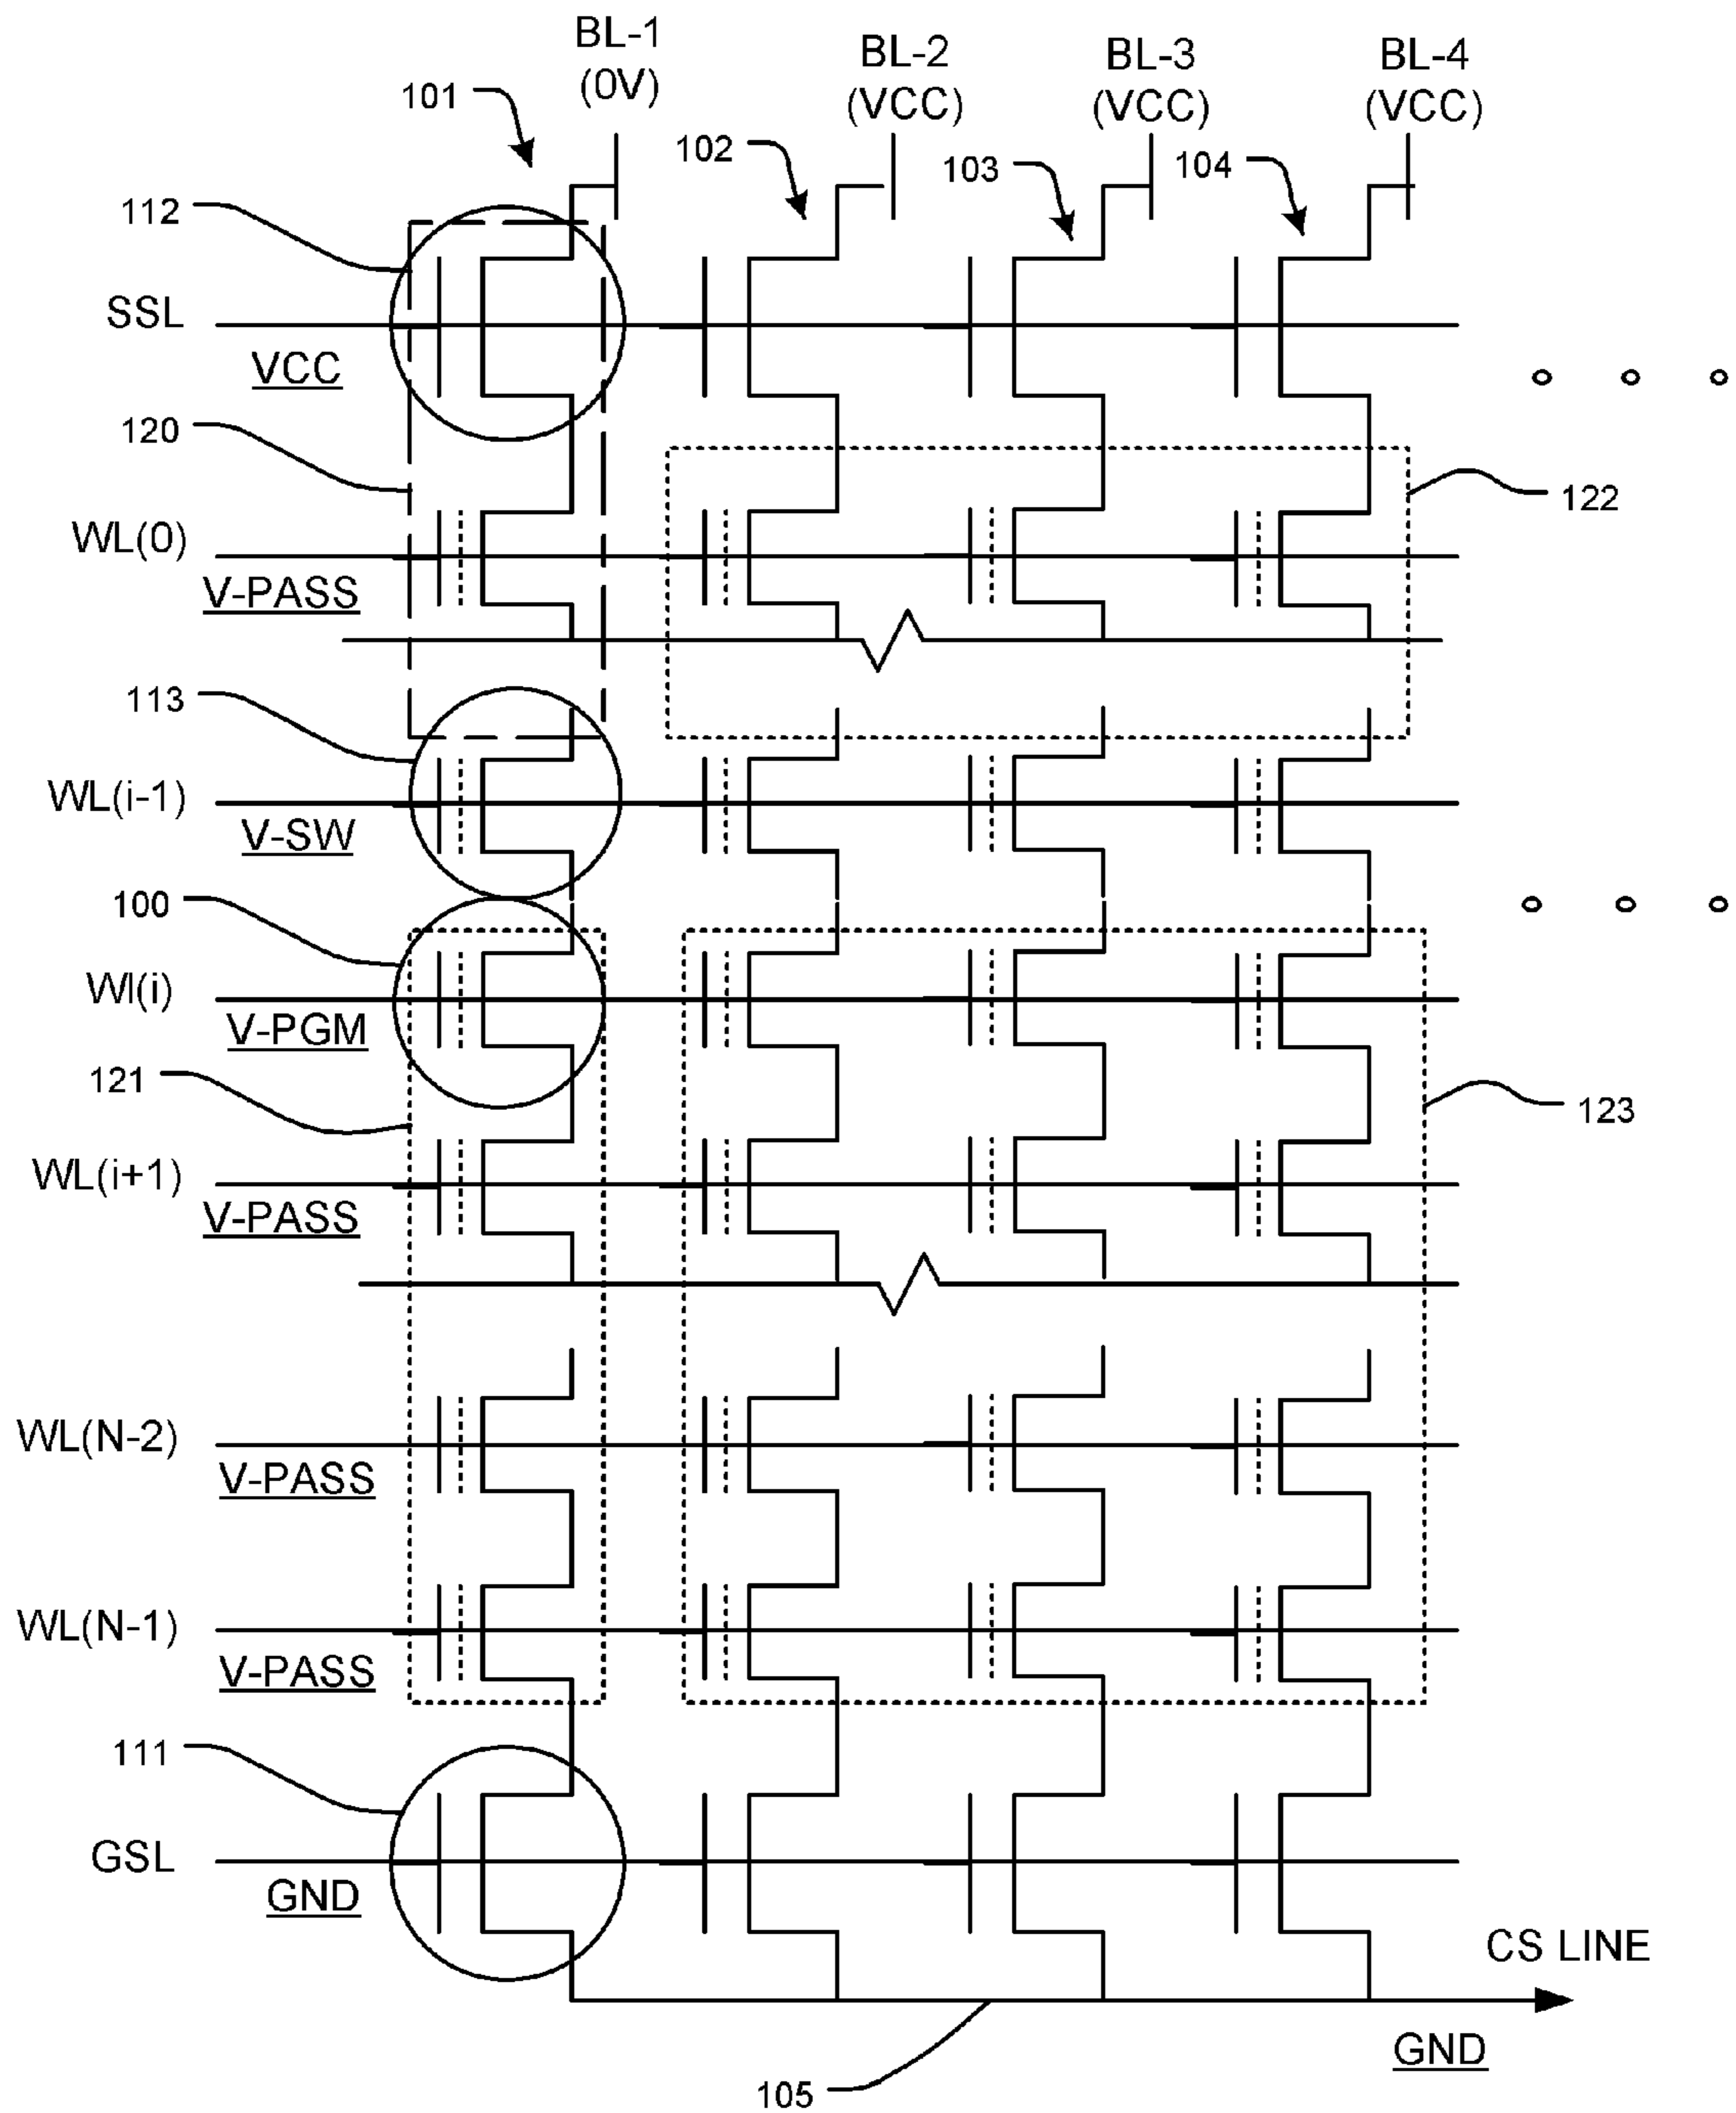 BL-1
(0V)
BL-2
(VCC)
BL-3
(VCC)
BL-4
(VCC)
101
102
103
104
112
SSL
VCC
120
122
WL(0)
V-PASS
113
WL(i-1)
V-SW
100
Wl(i)
V-PGM
121
123
WL(i+1)
V-PASS
WL(N-2)
V-PASS
WL(N-1)
V-PASS
111
GSL
GND
CS LINE
GND
105